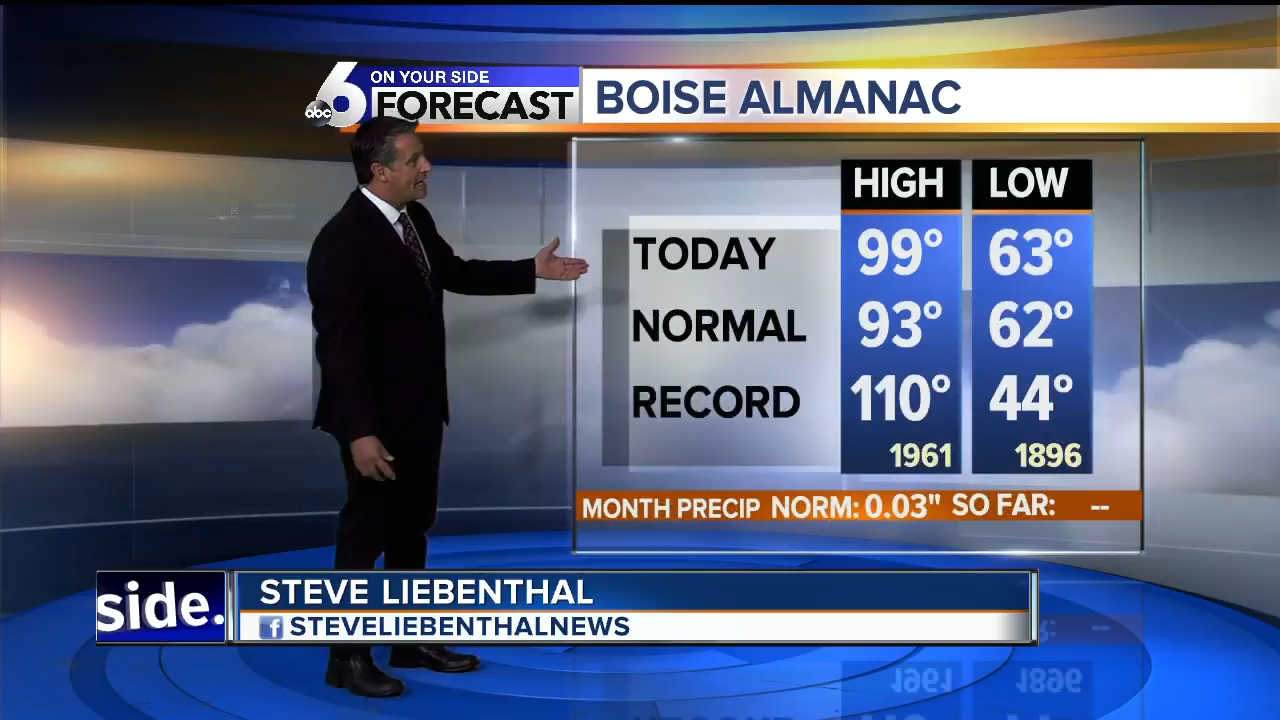 abc 6 ON YOUR SIDE
FORECAST
BOISE ALMANAC
HIGH LOW
TODAY 99° 63°
NORMAL 93° 62°
RECORD 110° 44°
1961 1896
MONTH PRECIP NORM: 0.03" SO FAR: --
side.
STEVE LIEBENTHAL
f STEVELIEBENTHALNEWS